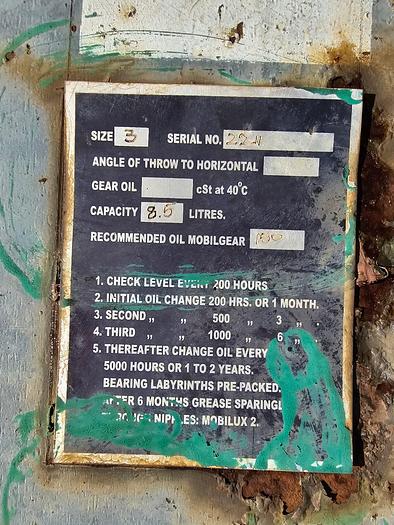 SIZE 3 SERIAL NO. 22-11
ANGLE OF THROW TO HORIZONTAL
GEAR OIL cSt at 40°C
CAPACITY 8.5 LITRES.
RECOMMENDED OIL MOBILGEAR
1. CHECK LEVEL EVERY 200 HOURS
2. INITIAL OIL CHANGE 200 HRS. OR 1 MONTH.
3. SECOND ,, ,, 500 ,, 3 ,, .
4. THIRD ,, ,, 1000 ,, 6 ,, .
5. THEREAFTER CHANGE OIL EVERY
5000 HOURS OR 1 TO 2 YEARS.
BEARING LABYRINTHS PRE-PACKED.
AFTER 6 MONTHS GREASE SPARINGL
THROUGH NIPPLES: MOBILUX 2.